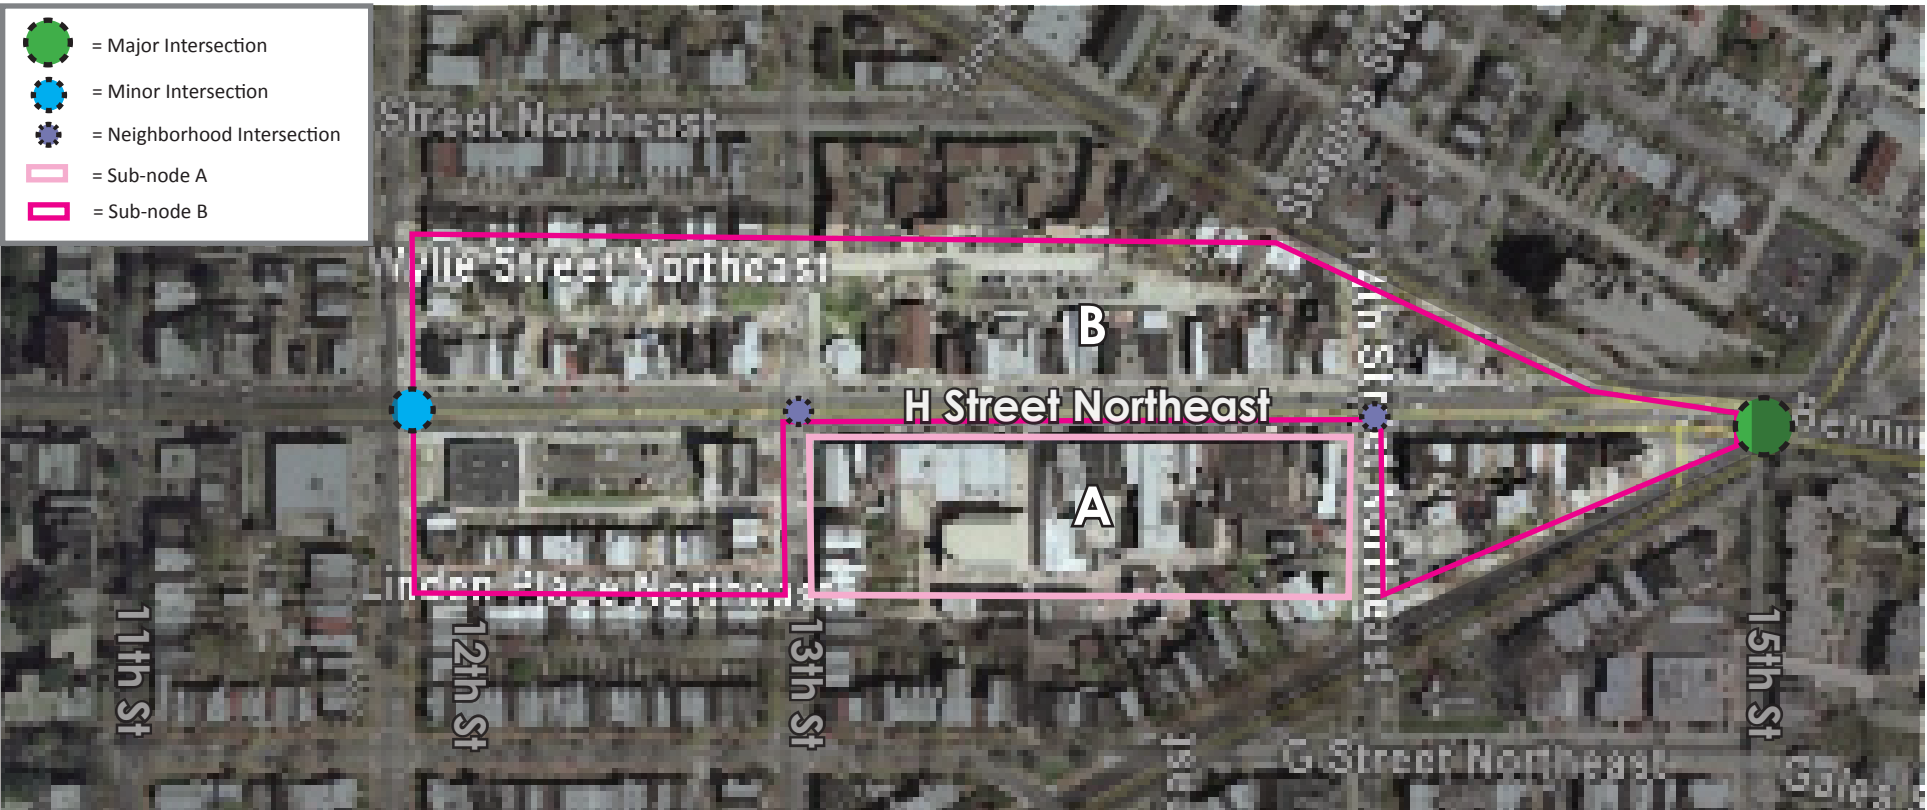 = Major Intersection
= Minor Intersection
= Neighborhood Intersection
= Sub-node A
= Sub-node B
Street Northeast
Wylie Street Northeast
B
H Street Northeast
A
Linden Place Northeast
11th St
12th St
13th St
15th St
G Street Northeast